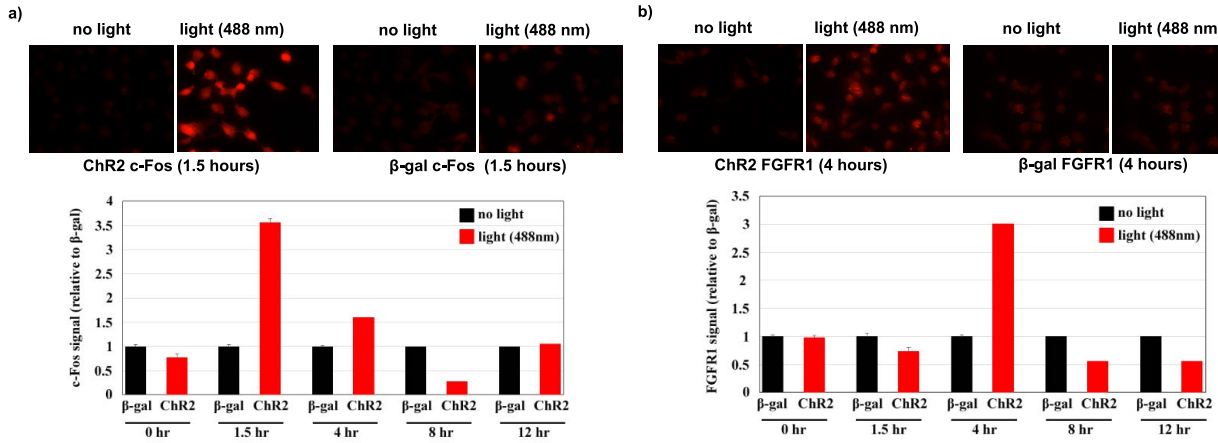 a)
no light light (488 nm) no light light (488 nm)
ChR2 c-Fos (1.5 hours) β-gal c-Fos (1.5 hours)
c-Fos signal (relative to β-gal)
4
3.5
3
2.5
2
1.5
1
0.5
0
no light
light (488nm)
β-gal ChR2 β-gal ChR2 β-gal ChR2 β-gal ChR2 β-gal ChR2
0 hr 1.5 hr 4 hr 8 hr 12 hr
b)
no light light (488 nm) no light light (488 nm)
ChR2 FGFR1 (4 hours) β-gal FGFR1 (4 hours)
FGFR1 signal (relative to β-gal)
3.5
3
2.5
2
1.5
1
0.5
0
no light
light (488nm)
β-gal ChR2 β-gal ChR2 β-gal ChR2 β-gal ChR2 β-gal ChR2
0 hr 1.5 hr 4 hr 8 hr 12 hr